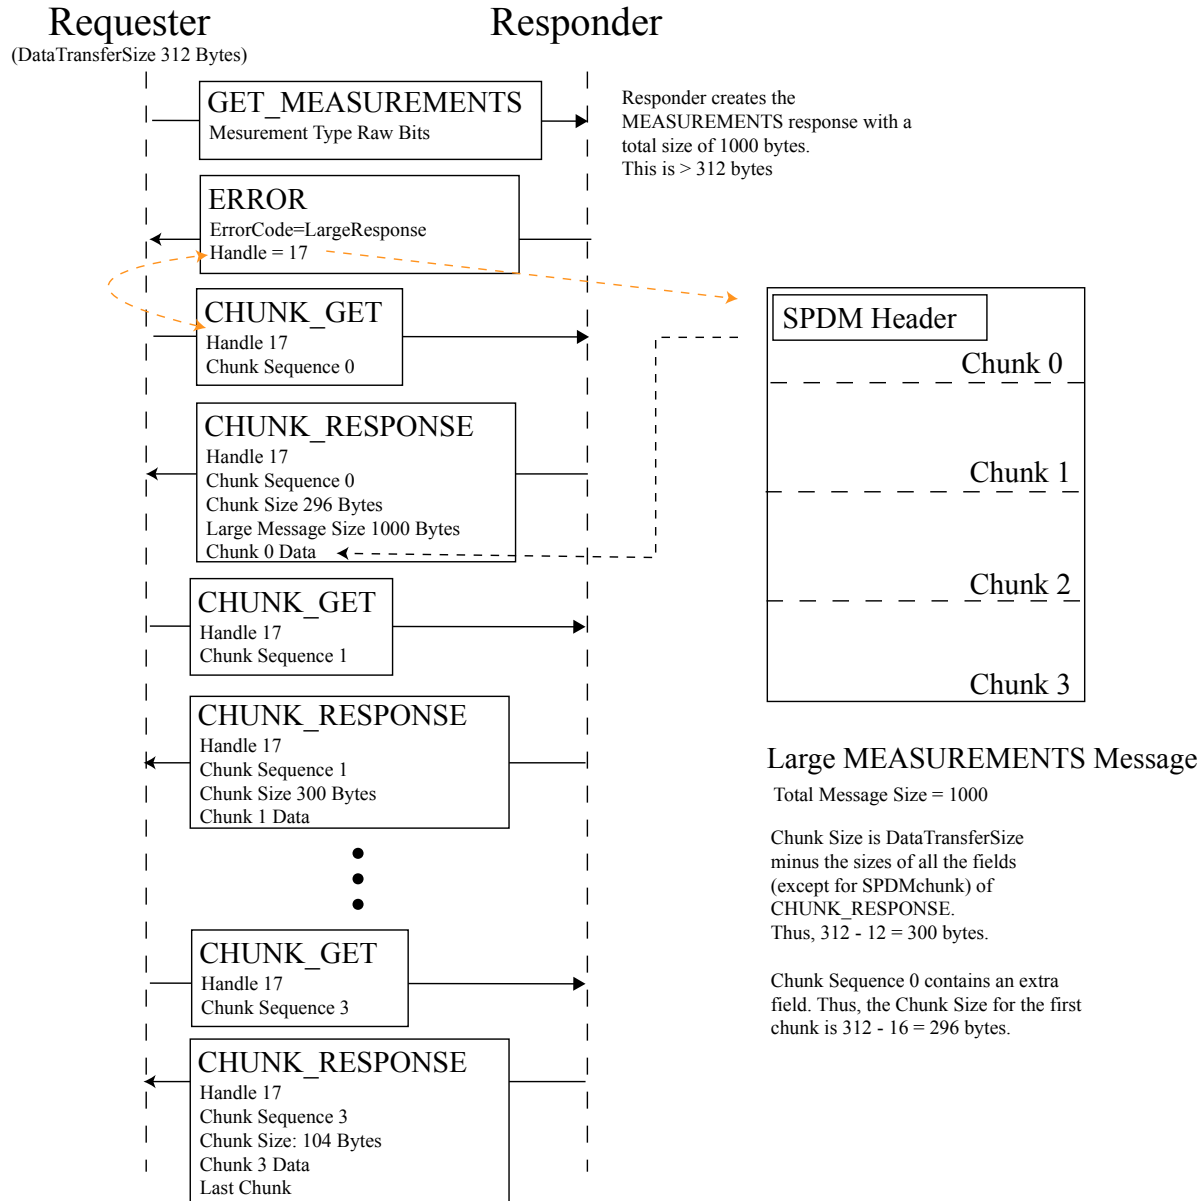 Requester
(DataTransferSize 312 Bytes)
Responder
GET_MEASUREMENTS
Mesurement Type Raw Bits
Responder creates the
MEASUREMENTS response with a
total size of 1000 bytes.
This is > 312 bytes
ERROR
ErrorCode=LargeResponse
Handle = 17
CHUNK_GET
Handle 17
Chunk Sequence 0
SPDM Header
Chunk 0
Chunk 1
Chunk 2
Chunk 3
CHUNK_RESPONSE
Handle 17
Chunk Sequence 0
Chunk Size 296 Bytes
Large Message Size 1000 Bytes
Chunk 0 Data
CHUNK_GET
Handle 17
Chunk Sequence 1
CHUNK_RESPONSE
Handle 17
Chunk Sequence 1
Chunk Size 300 Bytes
Chunk 1 Data
Large MEASUREMENTS Message
Total Message Size = 1000
Chunk Size is DataTransferSize
minus the sizes of all the fields
(except for SPDMchunk) of
CHUNK_RESPONSE.
Thus, 312 - 12 = 300 bytes.
Chunk Sequence 0 contains an extra
field. Thus, the Chunk Size for the first
chunk is 312 - 16 = 296 bytes.
CHUNK_GET
Handle 17
Chunk Sequence 3
CHUNK_RESPONSE
Handle 17
Chunk Sequence 3
Chunk Size: 104 Bytes
Chunk 3 Data
Last Chunk